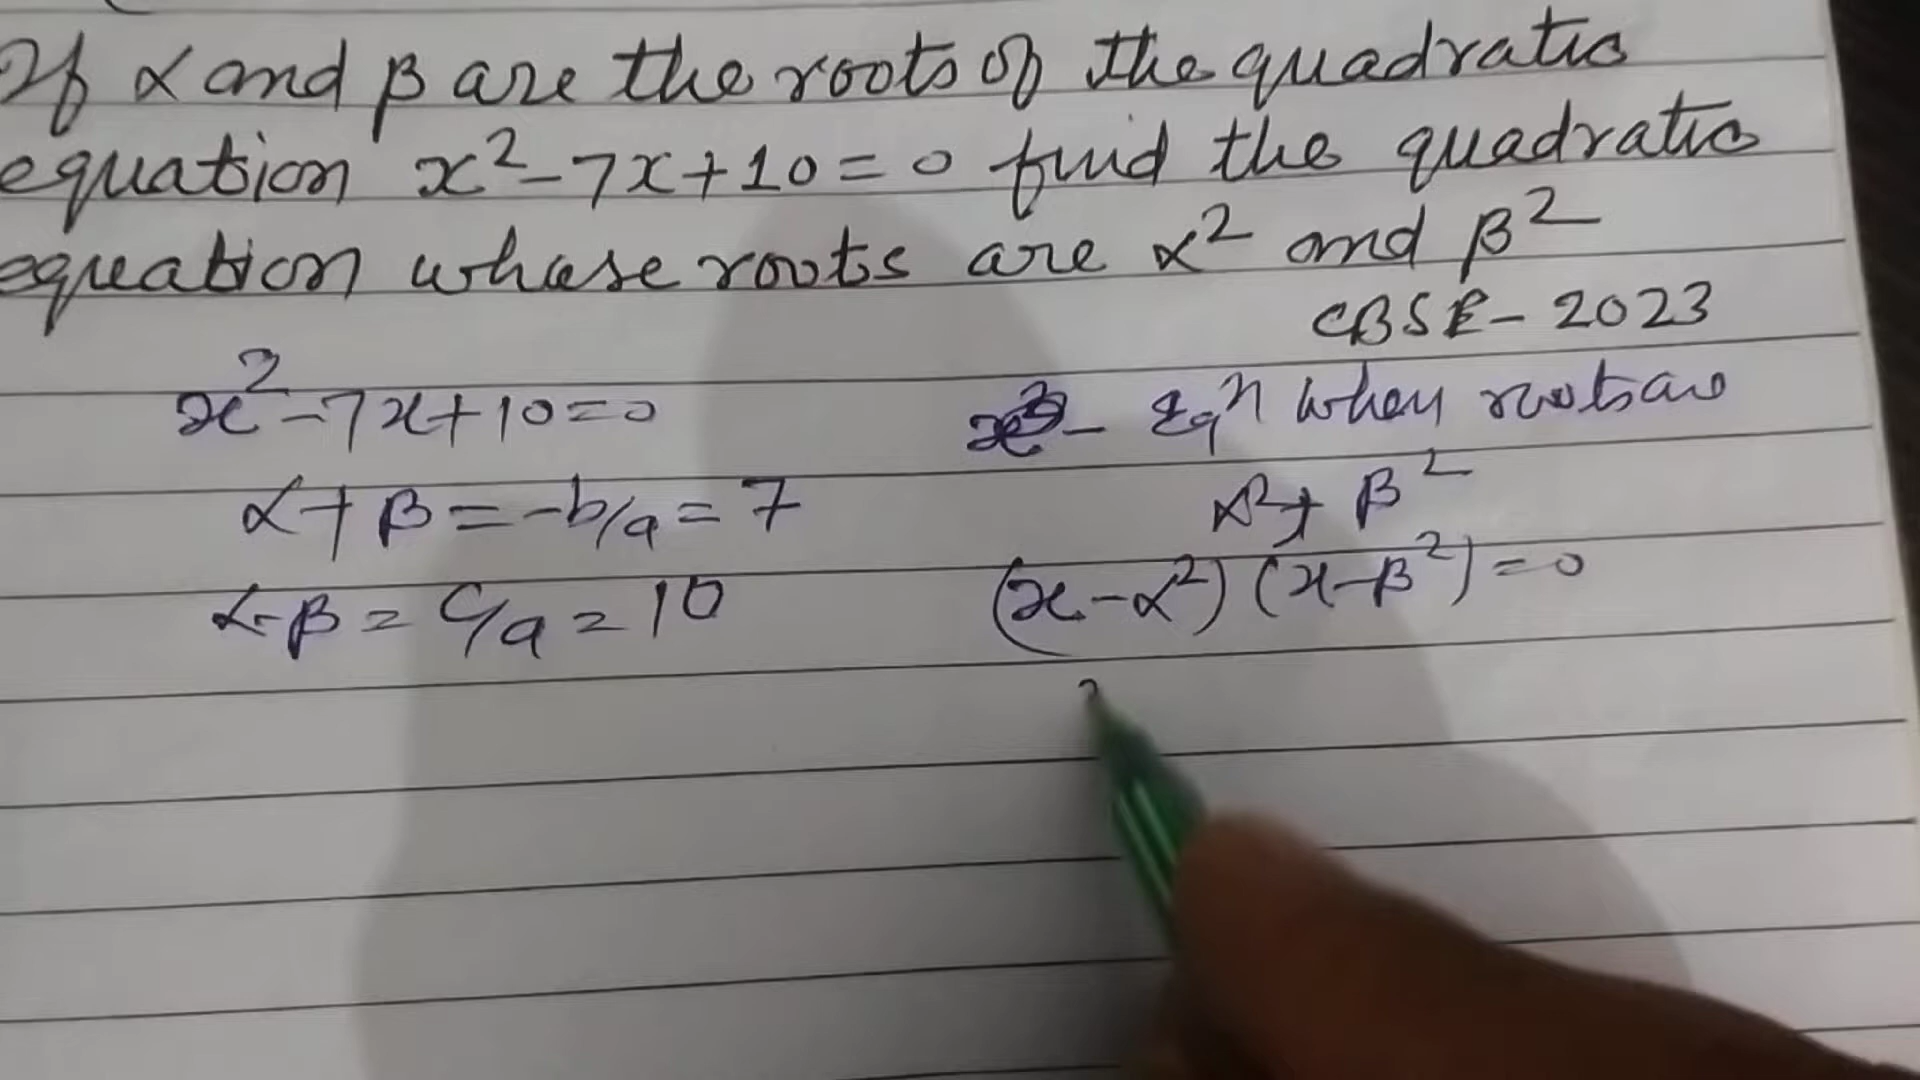 If α and β are the roots of the quadratic
equation x² - 7x + 10 = 0 find the quadratic
equation whose roots are α² and β²
CBSE - 2023
x² - 7x + 10 = 0
α + β = -b/a = 7
α·β = c/a = 10
Eqⁿ when roots are
α² + β²
(x - α²) (x - β²) = 0